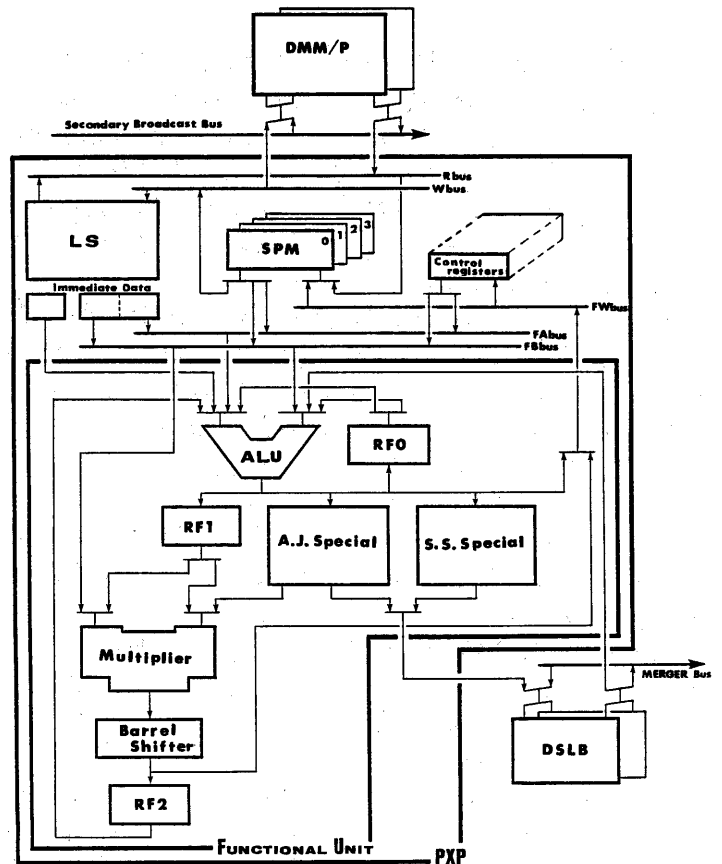 DMM/P
Secondary Broadcast Bus
Rbus
Wbus
LS
SPM
0
1
2
3
Control
registers
Immediate Data
FWbus
FAbus
FBbus
ALU
RF0
RF1
A.J. Special
S.S. Special
Multiplier
MERGER Bus
Barrel
Shifter
DSLB
RF2
FUNCTIONAL UNIT
PXP